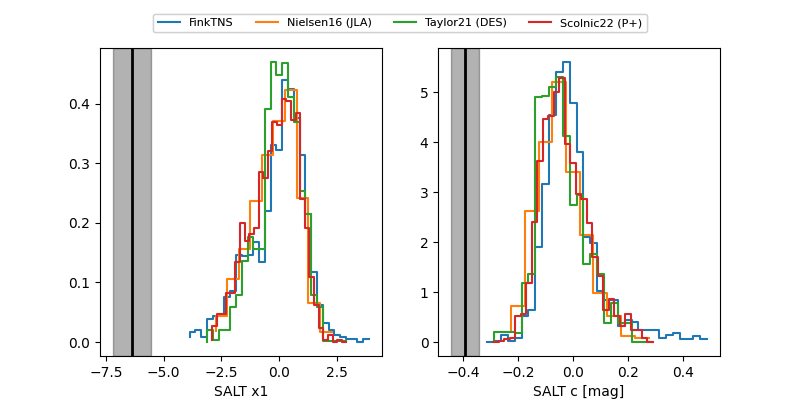 FinkTNS Nielsen16 (JLA) Taylor21 (DES) Scolnic22 (P+)
0.4
0.3
0.2
0.1
0.0
−7.5 −5.0 −2.5 0.0 2.5
SALT x1
5
4
3
2
1
0
−0.4 −0.2 0.0 0.2 0.4
SALT c [mag]